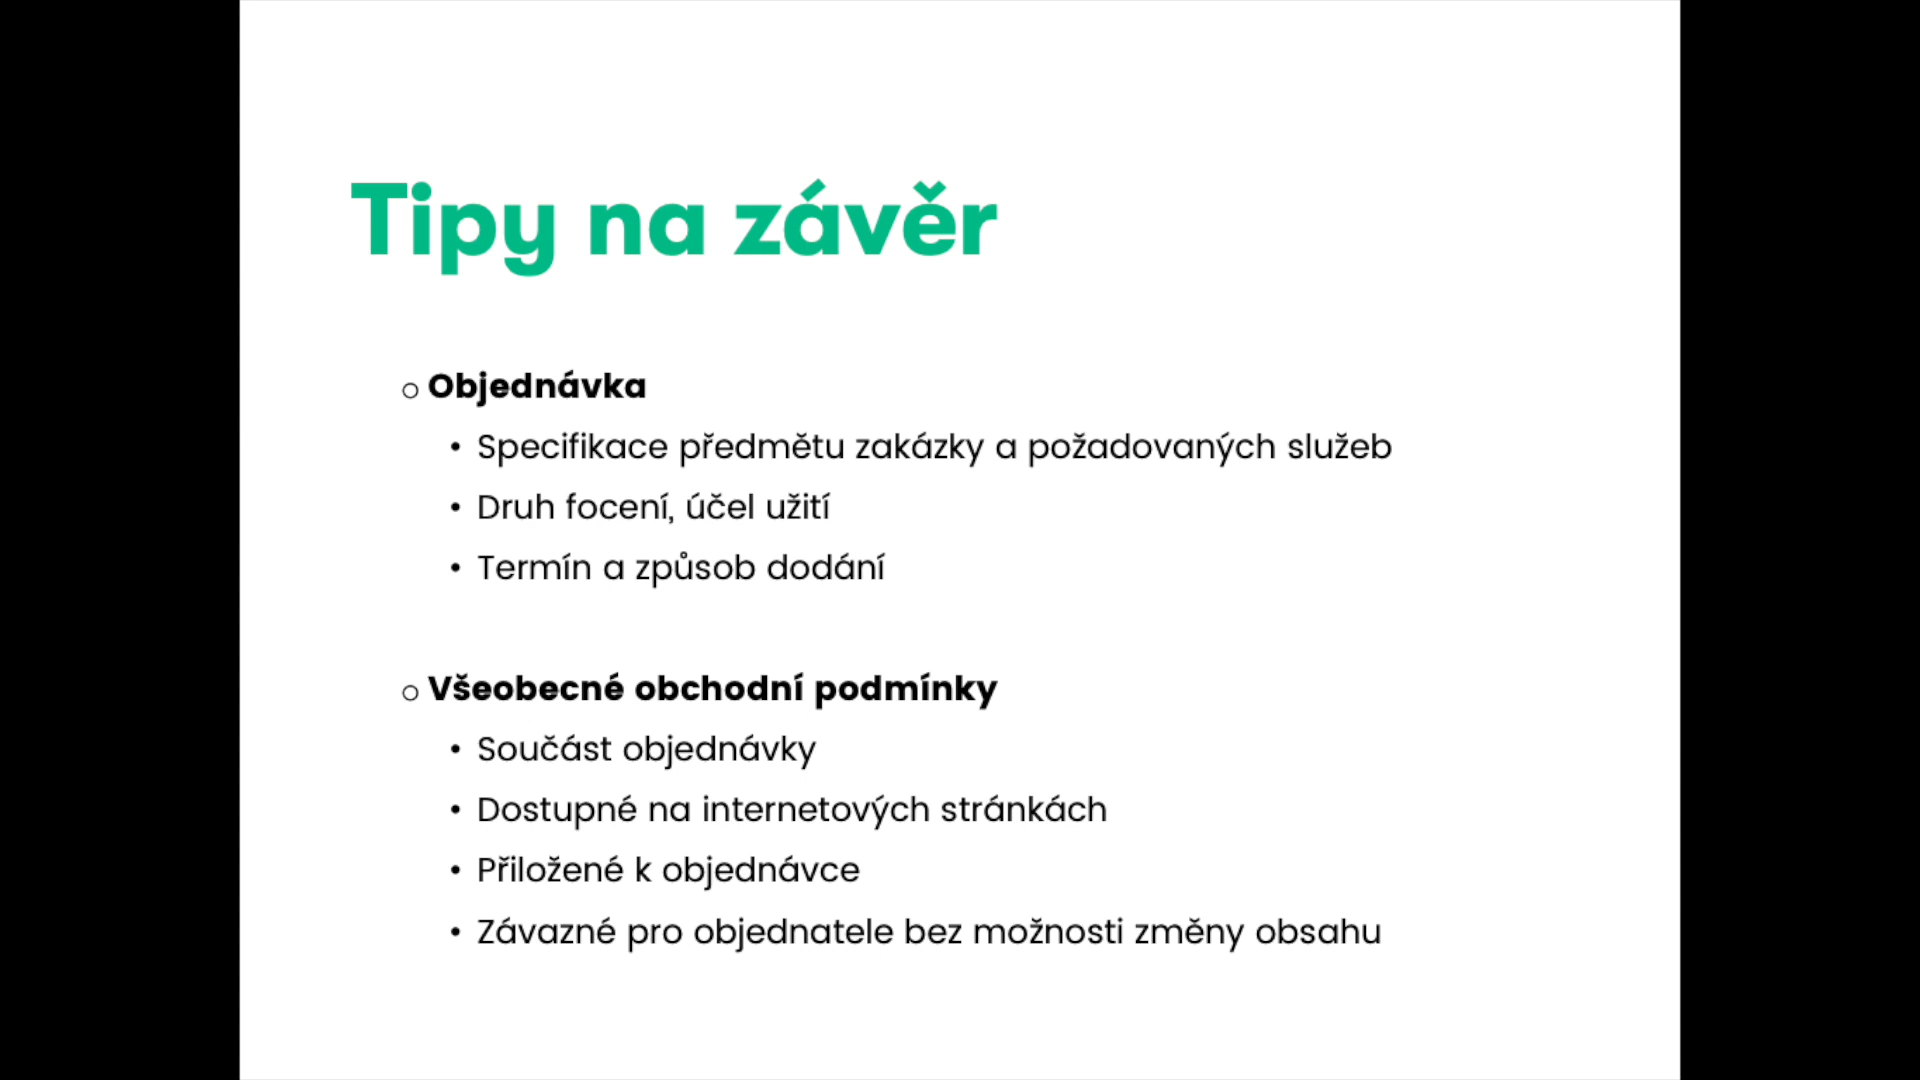 Tipy na závěr
○ Objednávka
• Specifikace předmětu zakázky a požadovaných služeb
• Druh focení, účel užití
• Termín a způsob dodání
○ Všeobecné obchodní podmínky
• Součást objednávky
• Dostupné na internetových stránkách
• Přiložené k objednávce
• Závazné pro objednatele bez možnosti změny obsahu